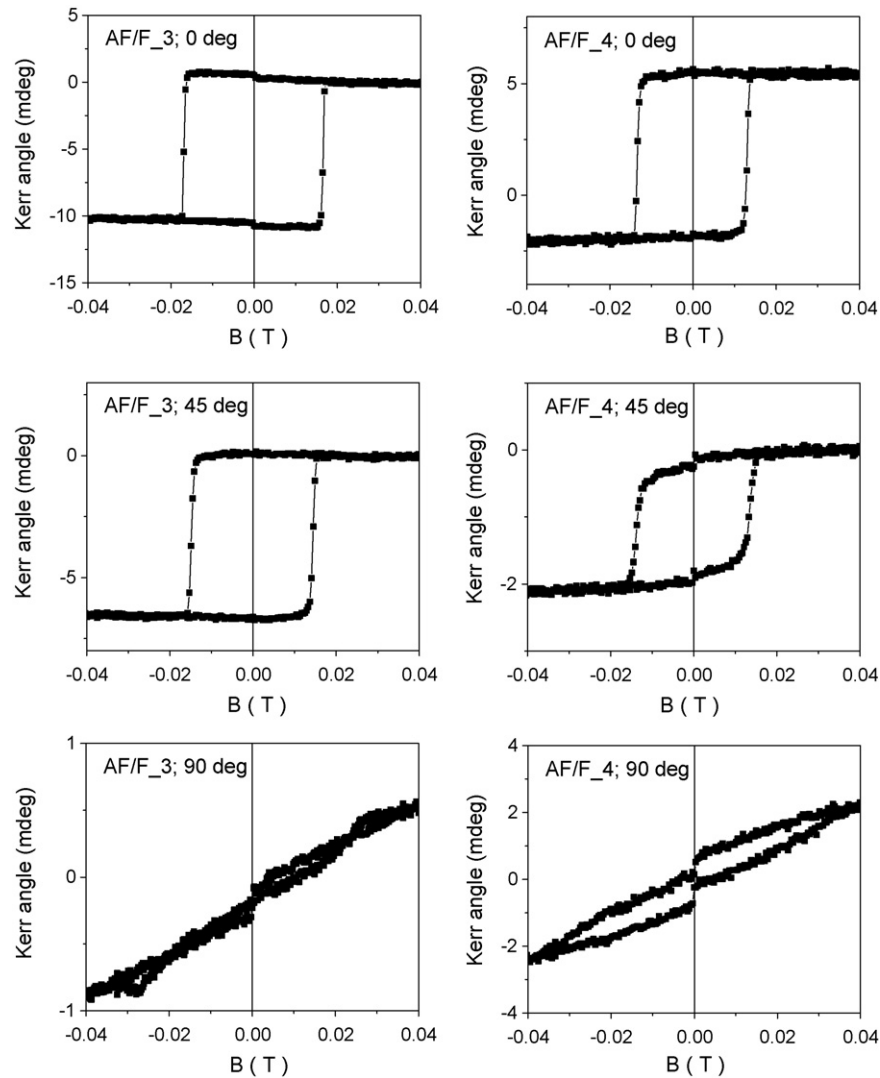 AF/F_3; 0 deg
Kerr angle (mdeg)
5
0
-5
-10
-15
-0.04 -0.02 0.00 0.02 0.04
B ( T )
AF/F_4; 0 deg
Kerr angle (mdeg)
5
0
-0.04 -0.02 0.00 0.02 0.04
B ( T )
AF/F_3; 45 deg
Kerr angle (mdeg)
0
-5
-0.04 -0.02 0.00 0.02 0.04
B ( T )
AF/F_4; 45 deg
Kerr angle (mdeg)
0
-2
-0.04 -0.02 0.00 0.02 0.04
B ( T )
AF/F_3; 90 deg
Kerr angle (mdeg)
1
0
-1
-0.04 -0.02 0.00 0.02 0.04
B ( T )
AF/F_4; 90 deg
Kerr angle (mdeg)
4
2
0
-2
-4
-0.04 -0.02 0.00 0.02 0.04
B ( T )